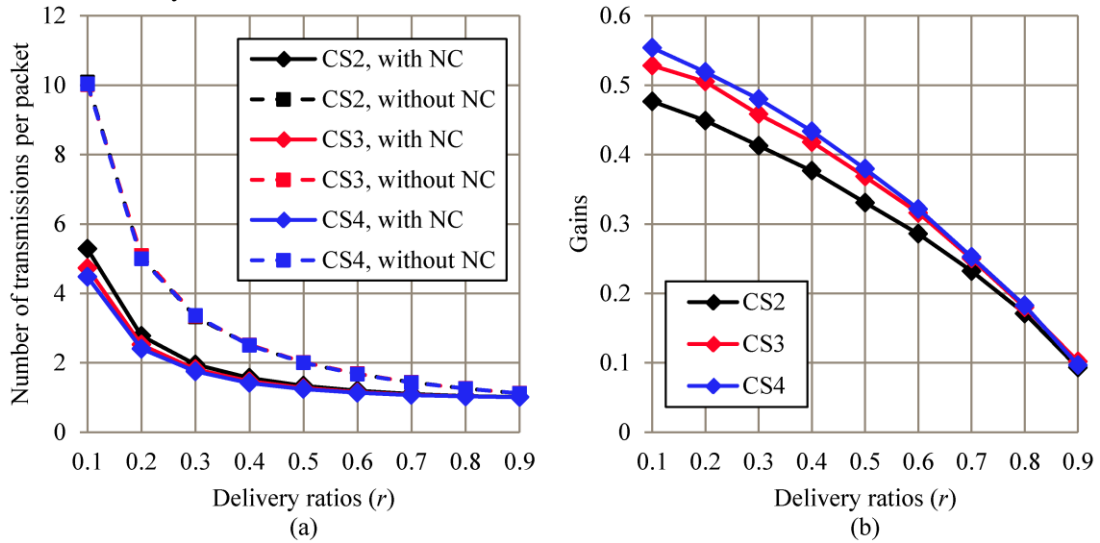 12
10
8
6
4
2
0
Number of transmissions per packet
CS2, with NC
CS2, without NC
CS3, with NC
CS3, without NC
CS4, with NC
CS4, without NC
0.1 0.2 0.3 0.4 0.5 0.6 0.7 0.8 0.9
Delivery ratios (r)
(a)
0.6
0.5
0.4
0.3
0.2
0.1
0
Gains
CS2
CS3
CS4
0.1 0.2 0.3 0.4 0.5 0.6 0.7 0.8 0.9
Delivery ratios (r)
(b)